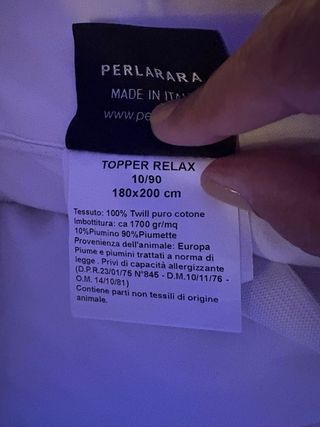 PERLARARA
MADE IN ITA
www.pe
TOPPER RELAX
10/90
180x200 cm
Tessuto: 100% Twill puro cotone
Imbottitura: ca 1700 gr/mq
10%Piumino 90%Piumette
Provenienza dell'animale: Europa
Piume e piumini trattati a norma di
legge . Privi di capacità allergizzante
(D.P.R.23/01/75 N°845 - D.M.10/11/76 -
O.M. 14/10/81)
Contiene parti non tessili di origine
animale.